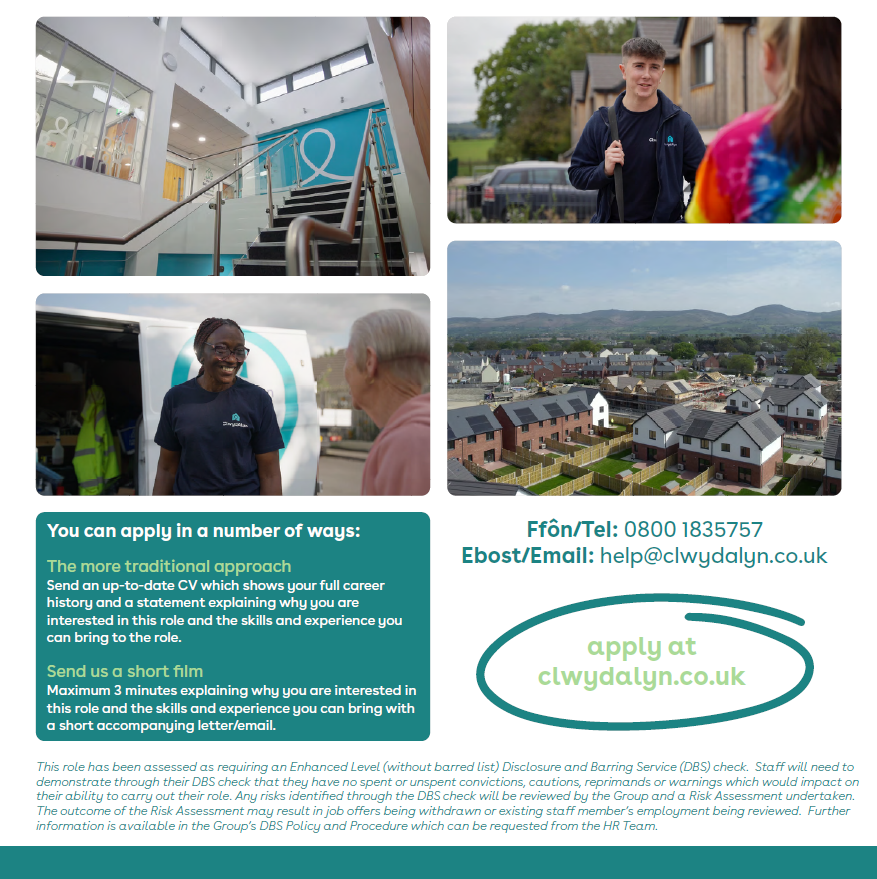 Clwydalyn
You can apply in a number of ways:
The more traditional approach
Send an up-to-date CV which shows your full career
history and a statement explaining why you are
interested in this role and the skills and experience you
can bring to the role.
Send us a short film
Maximum 3 minutes explaining why you are interested in
this role and the skills and experience you can bring with
a short accompanying letter/email.
Ffôn/Tel: 0800 1835757
Ebost/Email: help@clwydalyn.co.uk
apply at
clwydalyn.co.uk
This role has been assessed as requiring an Enhanced Level (without barred list) Disclosure and Barring Service (DBS) check. Staff will need to
demonstrate through their DBS check that they have no spent or unspent convictions, cautions, reprimands or warnings which would impact on
their ability to carry out their role. Any risks identified through the DBS check will be reviewed by the Group and a Risk Assessment undertaken.
The outcome of the Risk Assessment may result in job offers being withdrawn or existing staff member's employment being reviewed. Further
information is available in the Group's DBS Policy and Procedure which can be requested from the HR Team.